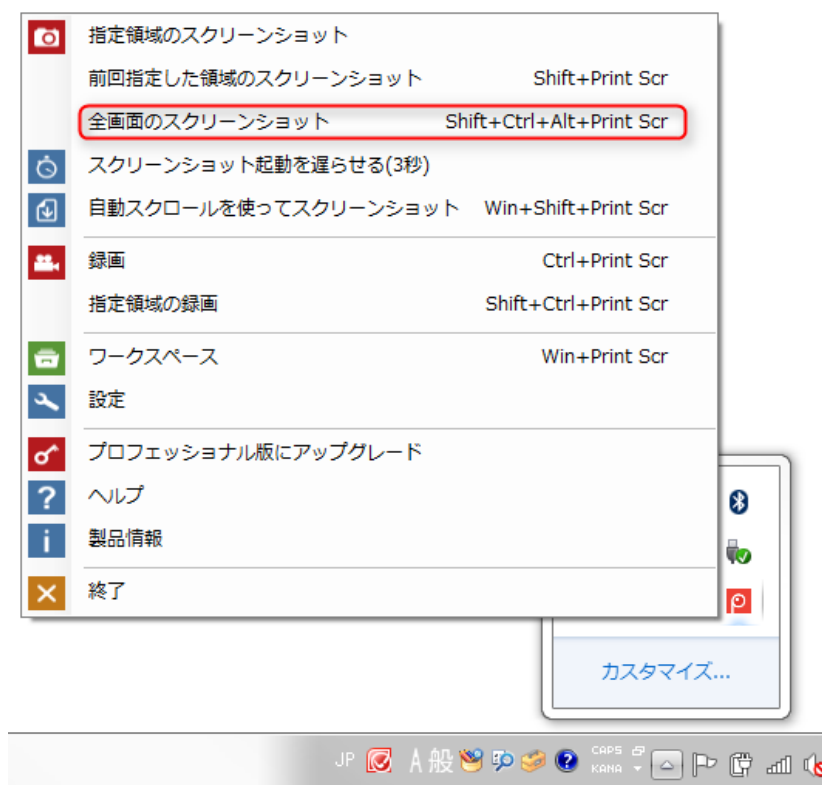 指定領域のスクリーンショット
前回指定した領域のスクリーンショット Shift+Print Scr
全画面のスクリーンショット Shift+Ctrl+Alt+Print Scr
スクリーンショット起動を遅らせる(3秒)
自動スクロールを使ってスクリーンショット Win+Shift+Print Scr
録画 Ctrl+Print Scr
指定領域の録画 Shift+Ctrl+Print Scr
ワークスペース Win+Print Scr
設定
プロフェッショナル版にアップグレード
ヘルプ
製品情報
終了
カスタマイズ...
JP A 般 CAPS
KANA